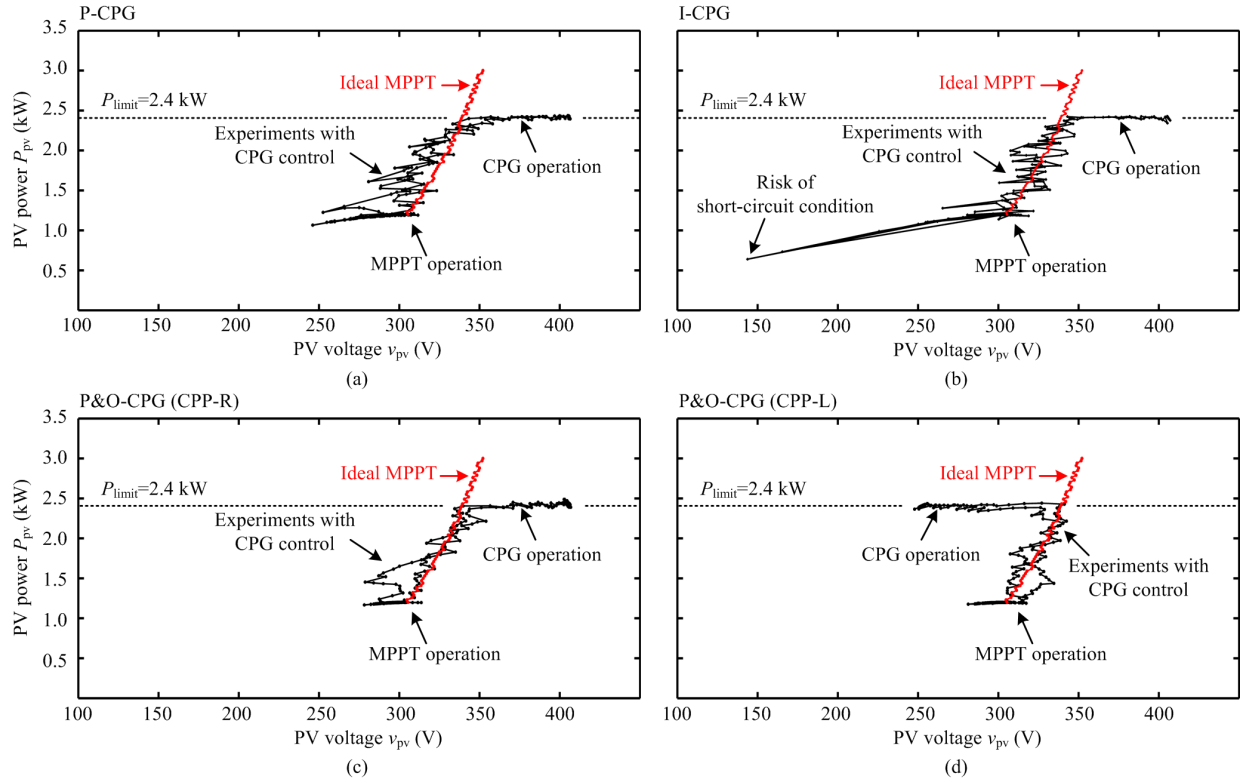 P-CPG
3.5
3.0
2.5
2.0
1.5
1.0
0.5
PV power Ppv (kW)
Plimit=2.4 kW
Ideal MPPT
Experiments with
CPG control
CPG operation
MPPT operation
100 150 200 250 300 350 400
PV voltage vpv (V)
(a)
I-CPG
Plimit=2.4 kW
Ideal MPPT
Experiments with
CPG control
CPG operation
Risk of
short-circuit condition
MPPT operation
100 150 200 250 300 350 400
PV voltage vpv (V)
(b)
P&O-CPG (CPP-R)
3.5
3.0
2.5
2.0
1.5
1.0
0.5
PV power Ppv (kW)
Plimit=2.4 kW
Ideal MPPT
Experiments with
CPG control
CPG operation
MPPT operation
100 150 200 250 300 350 400
PV voltage vpv (V)
(c)
P&O-CPG (CPP-L)
Plimit=2.4 kW
Ideal MPPT
CPG operation
Experiments with
CPG control
MPPT operation
100 150 200 250 300 350 400
PV voltage vpv (V)
(d)